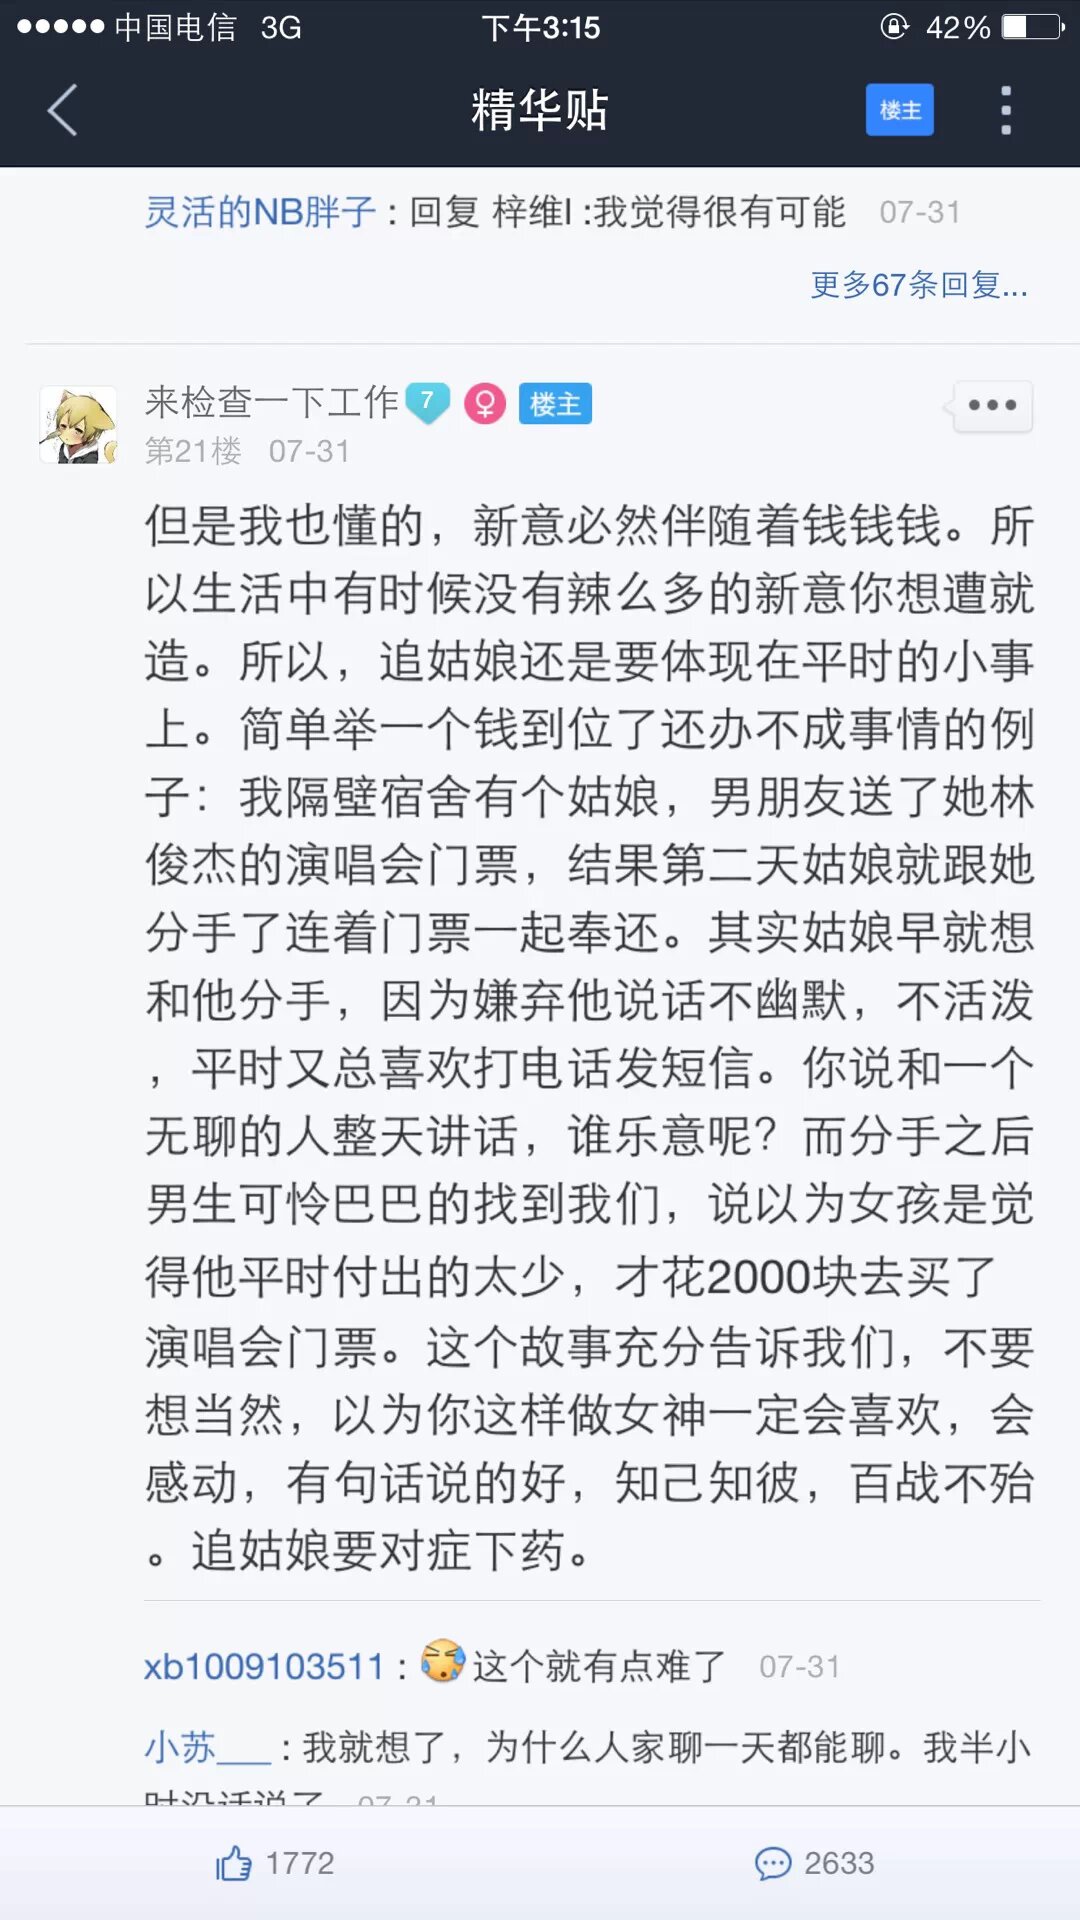 中国电信 3G 下午3:15 42%
精华贴 楼主
灵活的NB胖子：回复 梓维I :我觉得很有可能 07-31
更多67条回复...
来检查一下工作 7 楼主
第21楼 07-31
但是我也懂的，新意必然伴随着钱钱钱。所
以生活中有时候没有辣么多的新意你想遭就
造。所以，追姑娘还是要体现在平时的小事
上。简单举一个钱到位了还办不成事情的例
子：我隔壁宿舍有个姑娘，男朋友送了她林
俊杰的演唱会门票，结果第二天姑娘就跟她
分手了连着门票一起奉还。其实姑娘早就想
和他分手，因为嫌弃他说话不幽默，不活泼
，平时又总喜欢打电话发短信。你说和一个
无聊的人整天讲话，谁乐意呢？而分手之后
男生可怜巴巴的找到我们，说以为女孩是觉
得他平时付出的太少，才花2000块去买了
演唱会门票。这个故事充分告诉我们，不要
想当然，以为你这样做女神一定会喜欢，会
感动，有句话说的好，知己知彼，百战不殆
。追姑娘要对症下药。
xb1009103511：这个就有点难了 07-31
小苏___：我就想了，为什么人家聊一天都能聊。我半小
时没话说了 07-31
1772 2633